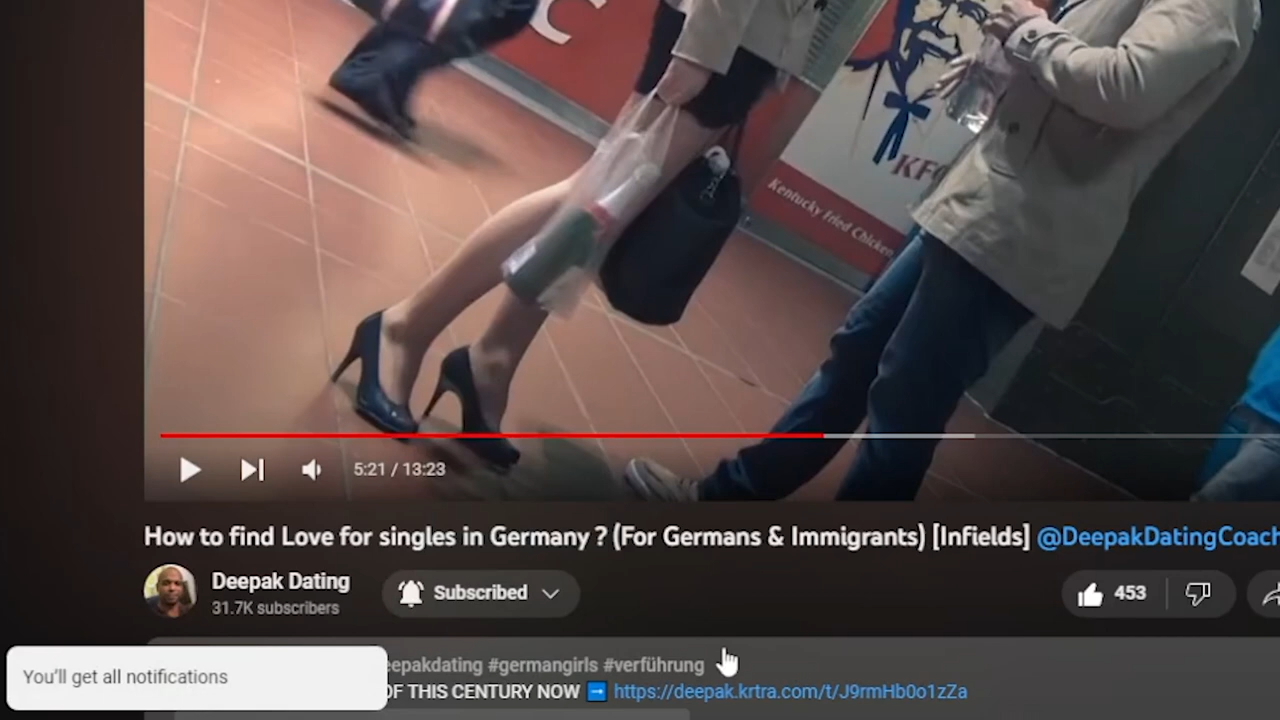 C
KFC
Kentucky Fried Chicken
5:21 / 13:23
How to find Love for singles in Germany ? (For Germans & Immigrants) [Infields] @DeepakDatingCoach
Deepak Dating
31.7K subscribers
Subscribed
453
eepakdating #germangirls #verführung
OF THIS CENTURY NOW ➡ https://deepak.krtra.com/t/J9rmHb0o1zZa
You'll get all notifications